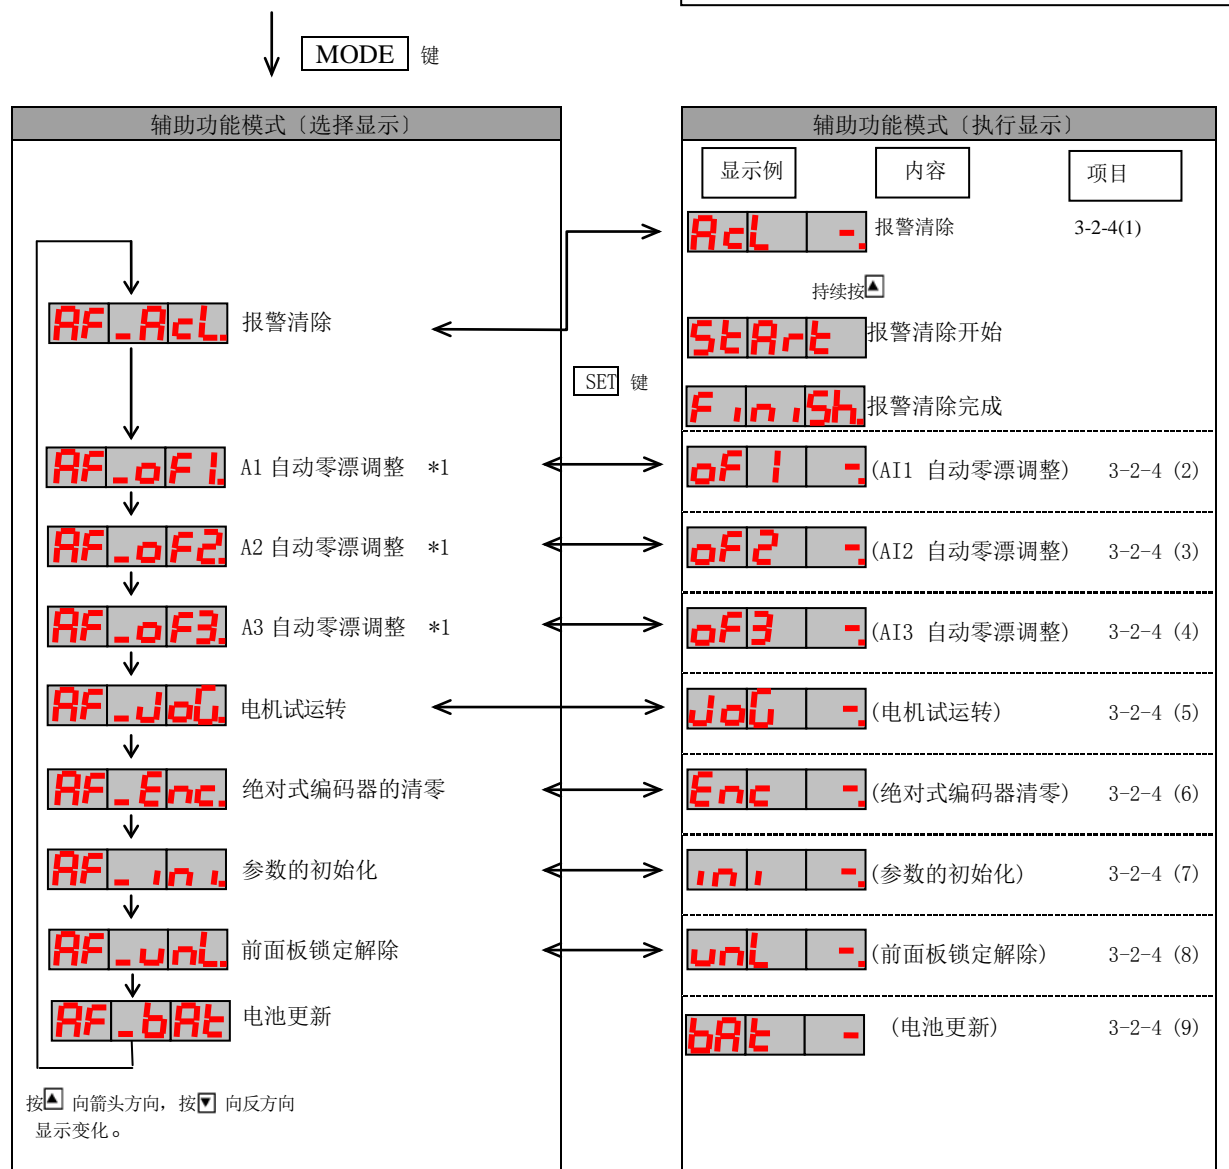 MODE 键
辅助功能模式〔选择显示〕
AF_AcL. 报警清除
AF_oF1. A1 自动零漂调整 *1
AF_oF2. A2 自动零漂调整 *1
AF_oF3. A3 自动零漂调整 *1
AF_JoG. 电机试运转
AF_Enc. 绝对式编码器的清零
AF_ini. 参数的初始化
AF_unL. 前面板锁定解除
AF_bAt 电池更新
按▲ 向箭头方向，按▼ 向反方向
显示变化。
SET 键
辅助功能模式〔执行显示〕
显示例 内容 项目
AcL -. 报警清除 3-2-4(1)
持续按▲
StArt 报警清除开始
FiniSh. 报警清除完成
oF1 -. (AI1 自动零漂调整) 3-2-4 (2)
oF2 -. (AI2 自动零漂调整) 3-2-4 (3)
oF3 -. (AI3 自动零漂调整) 3-2-4 (4)
JoG -. (电机试运转) 3-2-4 (5)
Enc -. (绝对式编码器清零) 3-2-4 (6)
ini -. (参数的初始化) 3-2-4 (7)
unL -. (前面板锁定解除) 3-2-4 (8)
bAt - (电池更新) 3-2-4 (9)